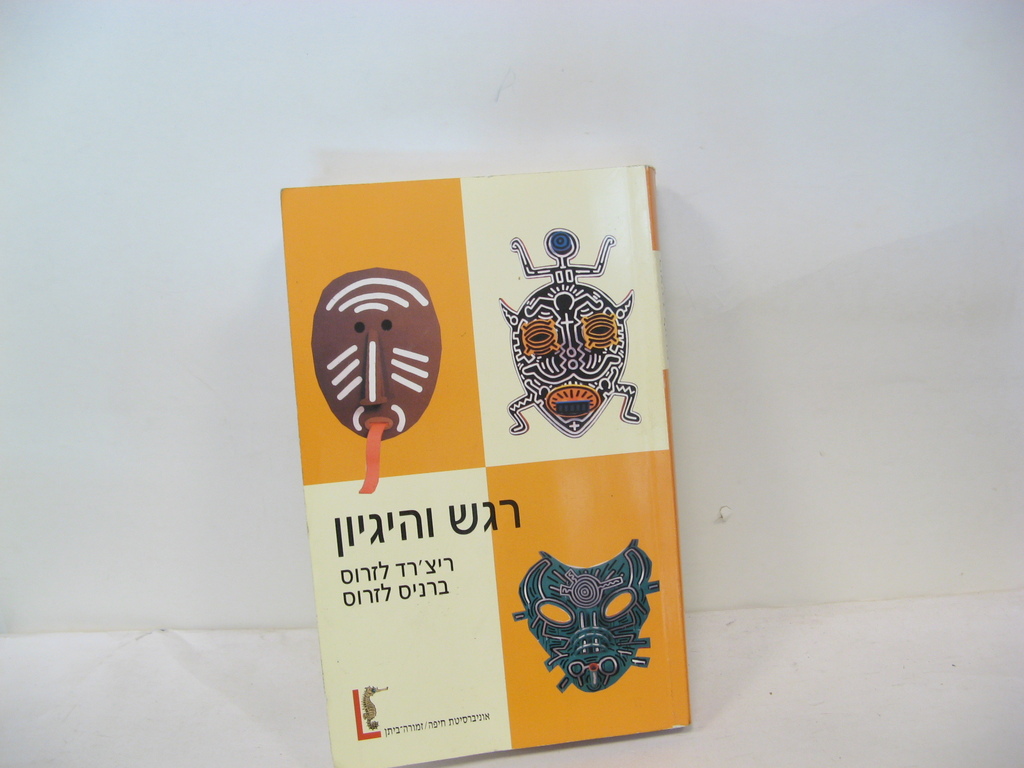 רגש והיגיון
ריצ׳רד לזרוס
ברניס לזרוס
אוניברסיטת חיפה/זמורה־ביתן